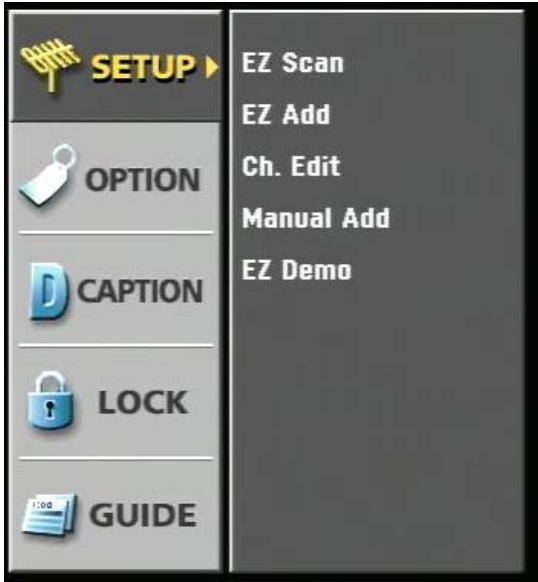 SETUP
OPTION
CAPTION
LOCK
GUIDE
EZ Scan
EZ Add
Ch. Edit
Manual Add
EZ Demo